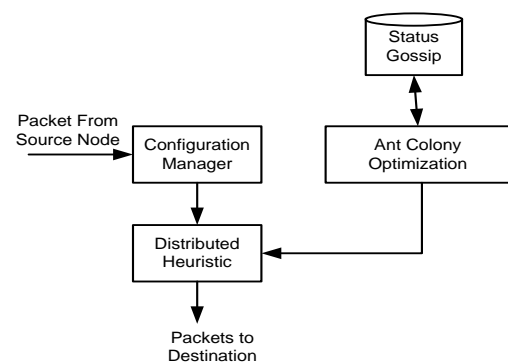 Status
Gossip
Packet From
Source Node
Configuration
Manager
Ant Colony
Optimization
Distributed
Heuristic
Packets to
Destination